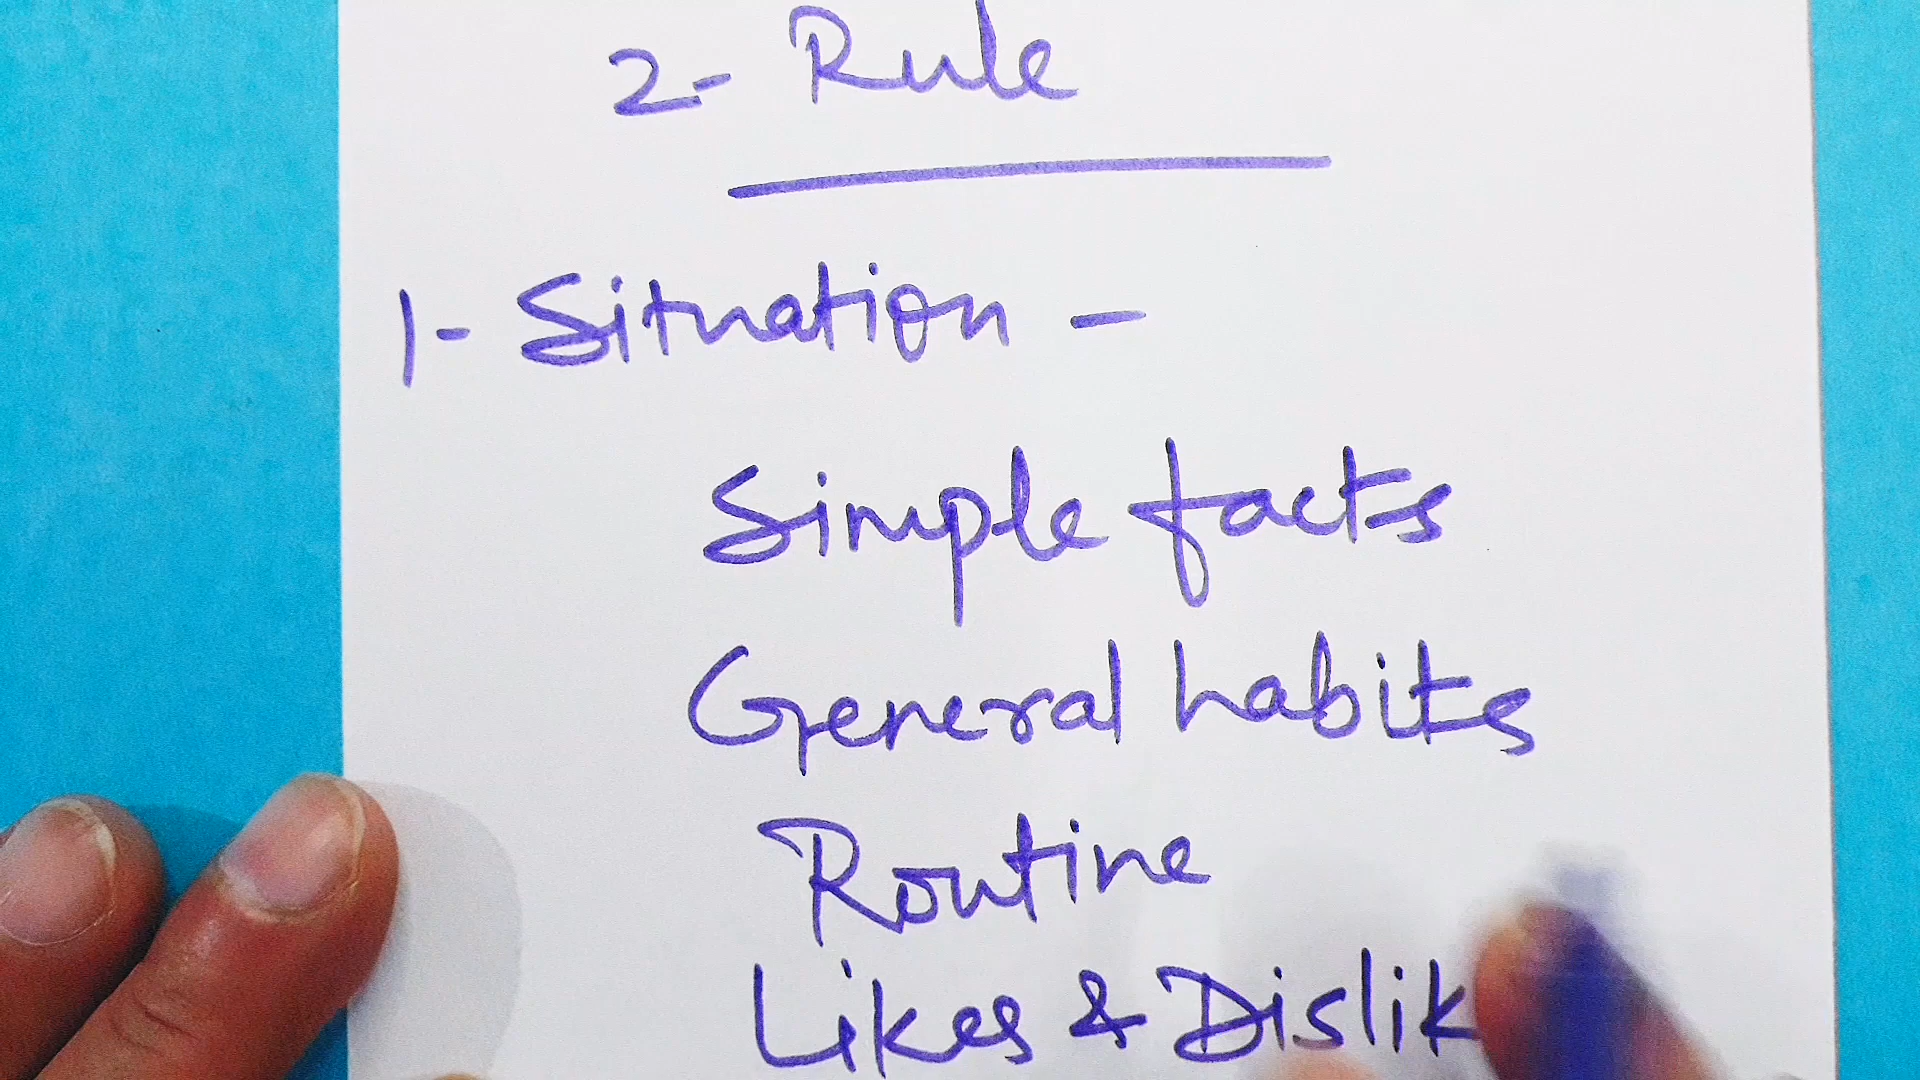 2- Rule
1- Situation -
Simple facts
General habits
Routine
Likes & Dislik